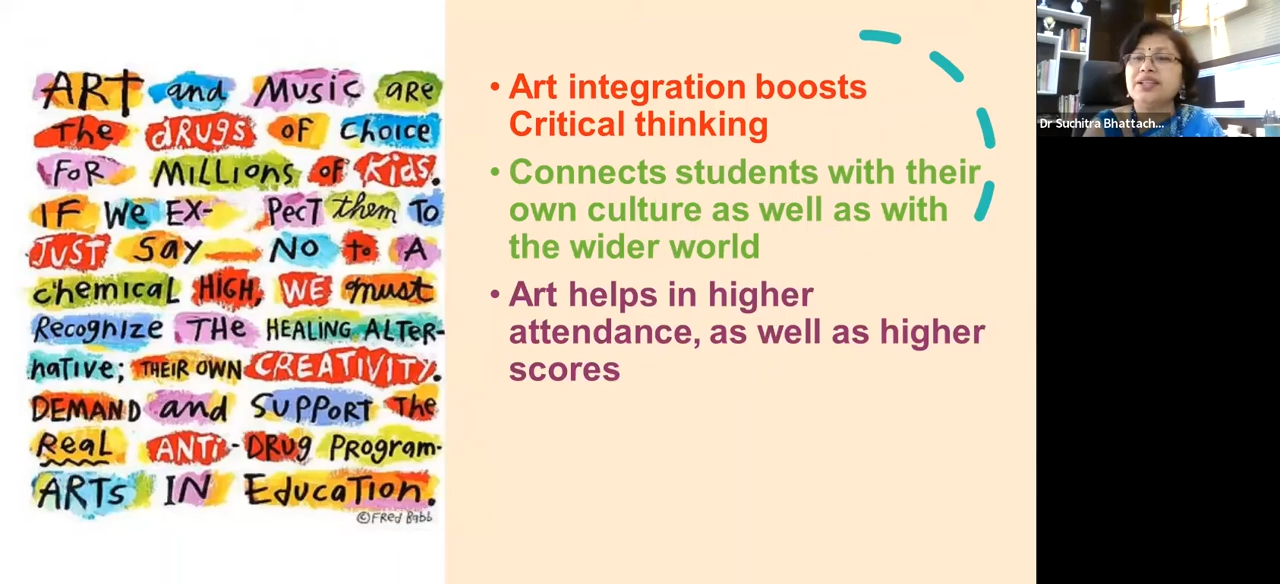 ART and Music are
The dRUGS of Choice
FoR Millions of Kids.
IF We EX- PecT them To
JUST Say — No to A
chemical HIGH, WE must
Recognize THe HEALING ALTER-
naTive; THEIR OWN CREATIVITY.
DEMAND and SUPPORT The
Real ANTi-DRUG PROGRAM-
ARTs IN EducaTion.
©FRed Babb
• Art integration boosts
Critical thinking
• Connects students with their
own culture as well as with
the wider world
• Art helps in higher
attendance, as well as higher
scores
Dr Suchitra Bhattach...